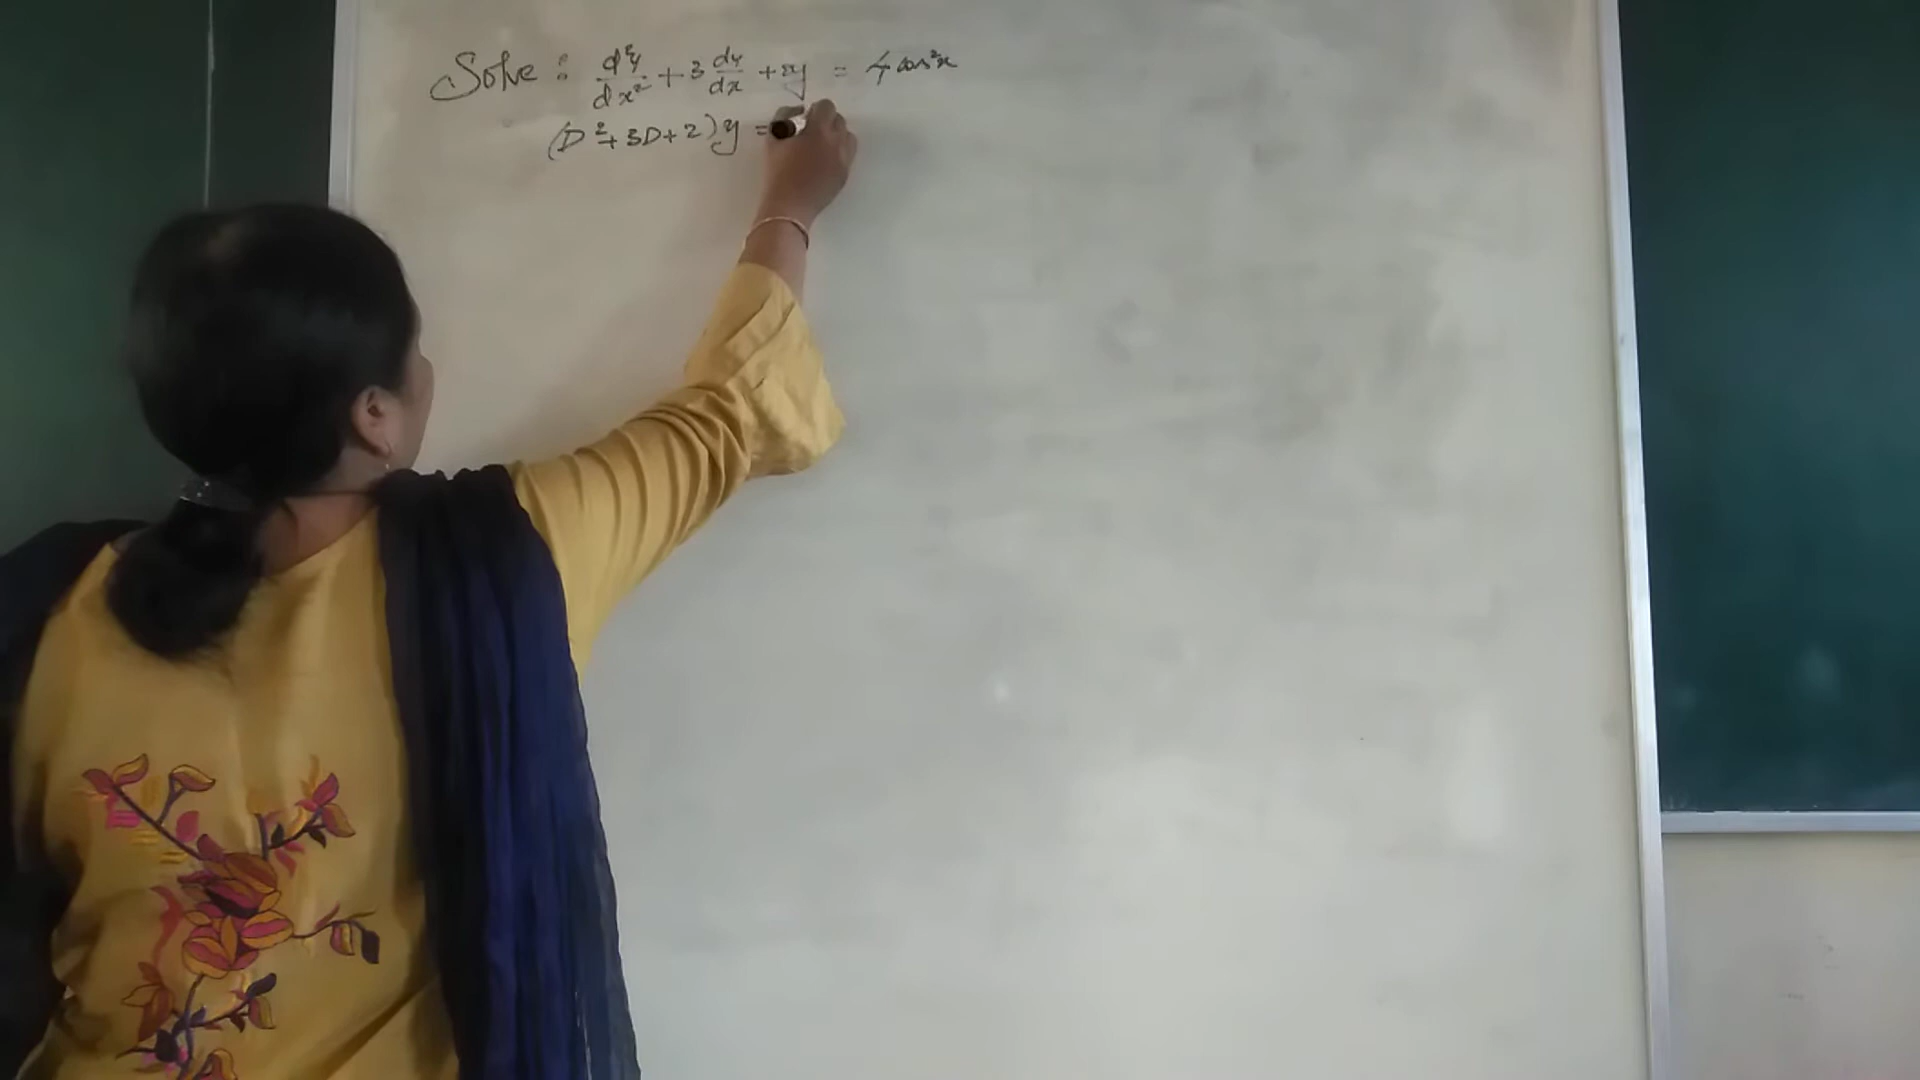 Solve : d²y/dx² + 3 dy/dx + 2y = 4 cos²x
(D² + 3D + 2) y =